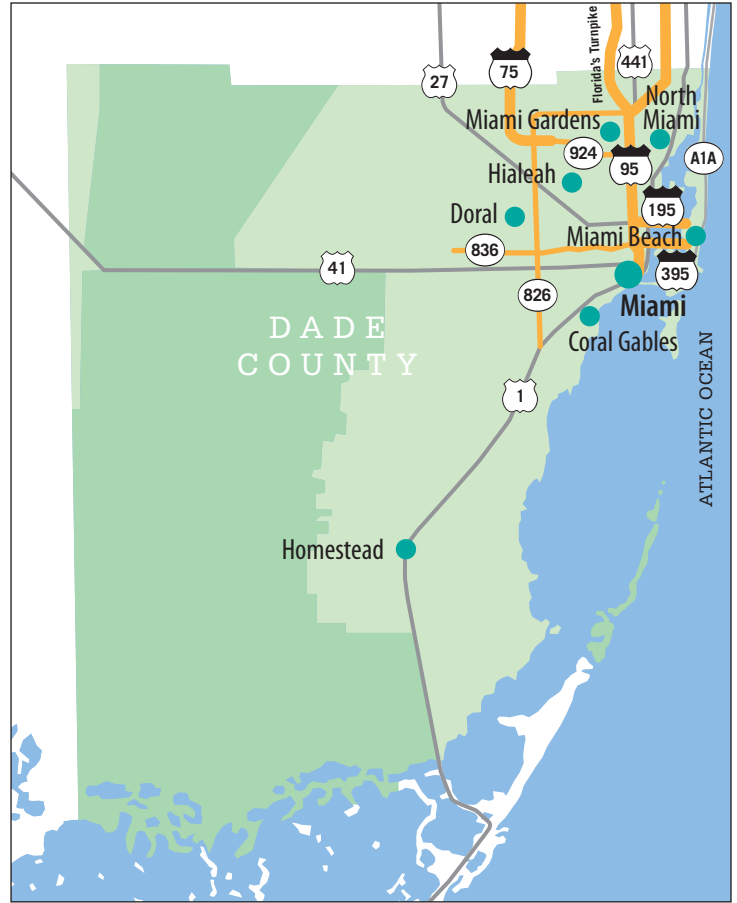 Florida's Turnpike
441
75
27
North
Miami
Miami Gardens
924
95
A1A
Hialeah
195
Doral
Miami Beach
836
41
395
826
Miami
DADE
COUNTY
Coral Gables
1
ATLANTIC OCEAN
Homestead